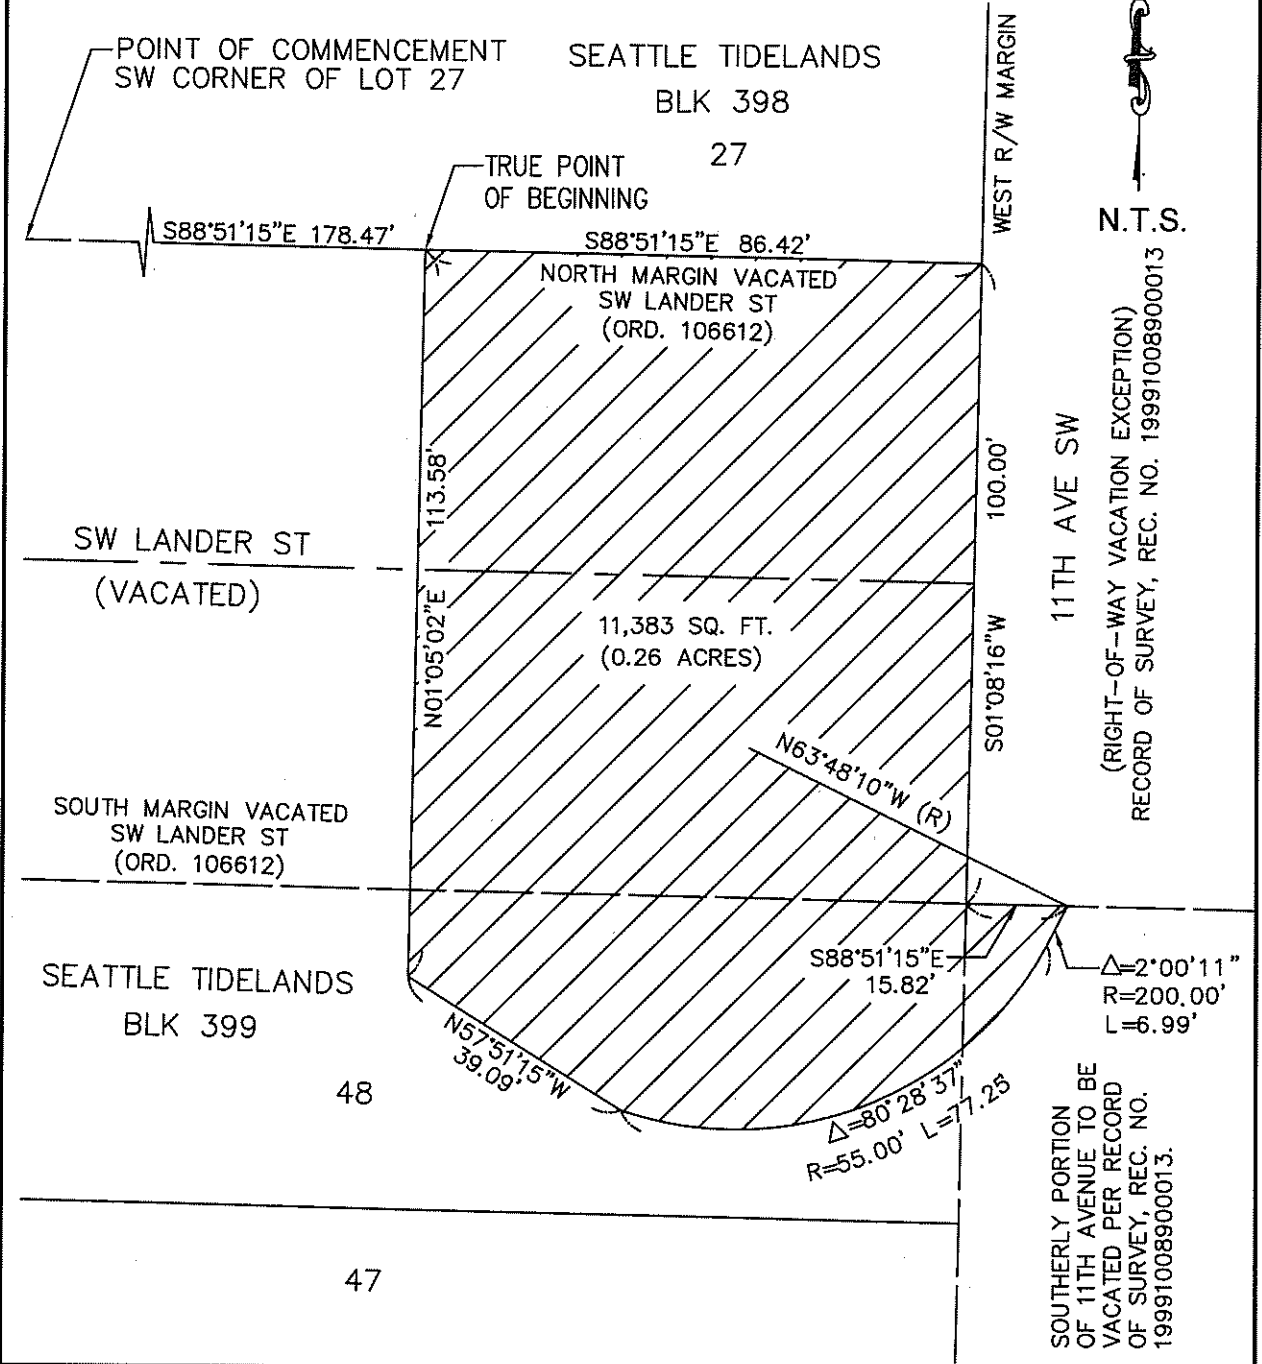 POINT OF COMMENCEMENT
SW CORNER OF LOT 27
SEATTLE TIDELANDS
BLK 398
27
TRUE POINT
OF BEGINNING
WEST R/W MARGIN
N.T.S.
S88°51'15"E 178.47'
S88°51'15"E 86.42'
NORTH MARGIN VACATED
SW LANDER ST
(ORD. 106612)
113.58'
N01°05'02"E
100.00'
S01°08'16"W
11TH AVE SW
(RIGHT-OF-WAY VACATION EXCEPTION)
RECORD OF SURVEY, REC. NO. 19991008900013
SW LANDER ST
(VACATED)
11,383 SQ. FT.
(0.26 ACRES)
N63°48'10"W (R)
SOUTH MARGIN VACATED
SW LANDER ST
(ORD. 106612)
S88°51'15"E
15.82'
Δ=2°00'11"
R=200.00'
L=6.99'
SEATTLE TIDELANDS
BLK 399
48
N57°51'15"W
39.09'
Δ=80°28'37"
R=55.00' L=77.25'
47
SOUTHERLY PORTION
OF 11TH AVENUE TO BE
VACATED PER RECORD
OF SURVEY, REC. NO.
19991008900013.